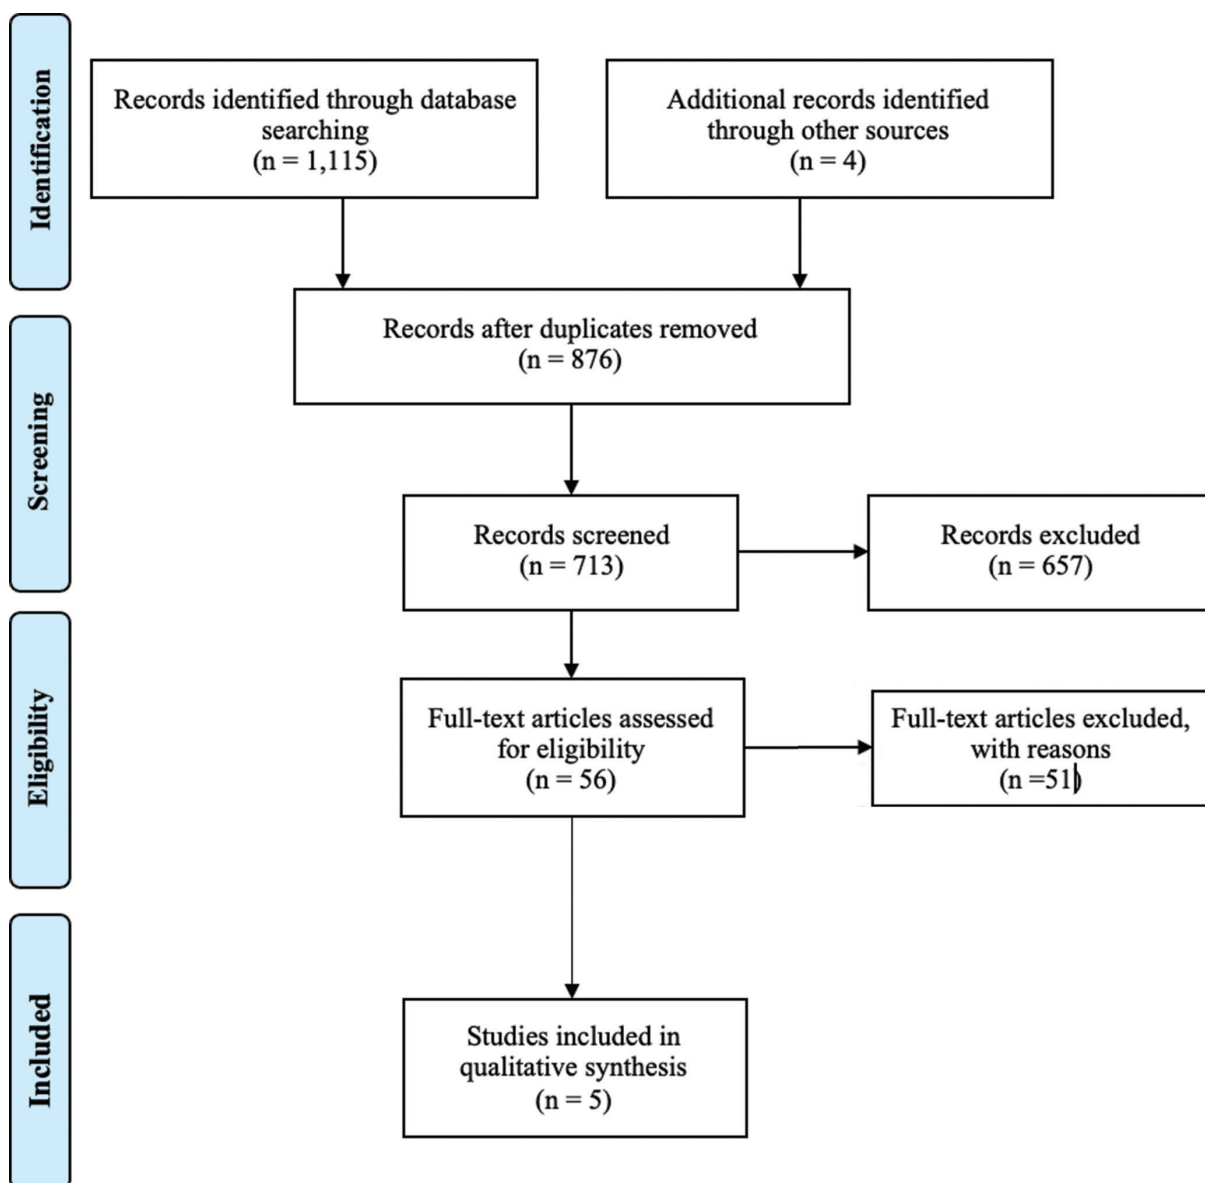 Identification
Records identified through database
searching
(n = 1,115)
Additional records identified
through other sources
(n = 4)
Screening
Records after duplicates removed
(n = 876)
Records screened
(n = 713)
Records excluded
(n = 657)
Eligibility
Full-text articles assessed
for eligibility
(n = 56)
Full-text articles excluded,
with reasons
(n =51)
Included
Studies included in
qualitative synthesis
(n = 5)